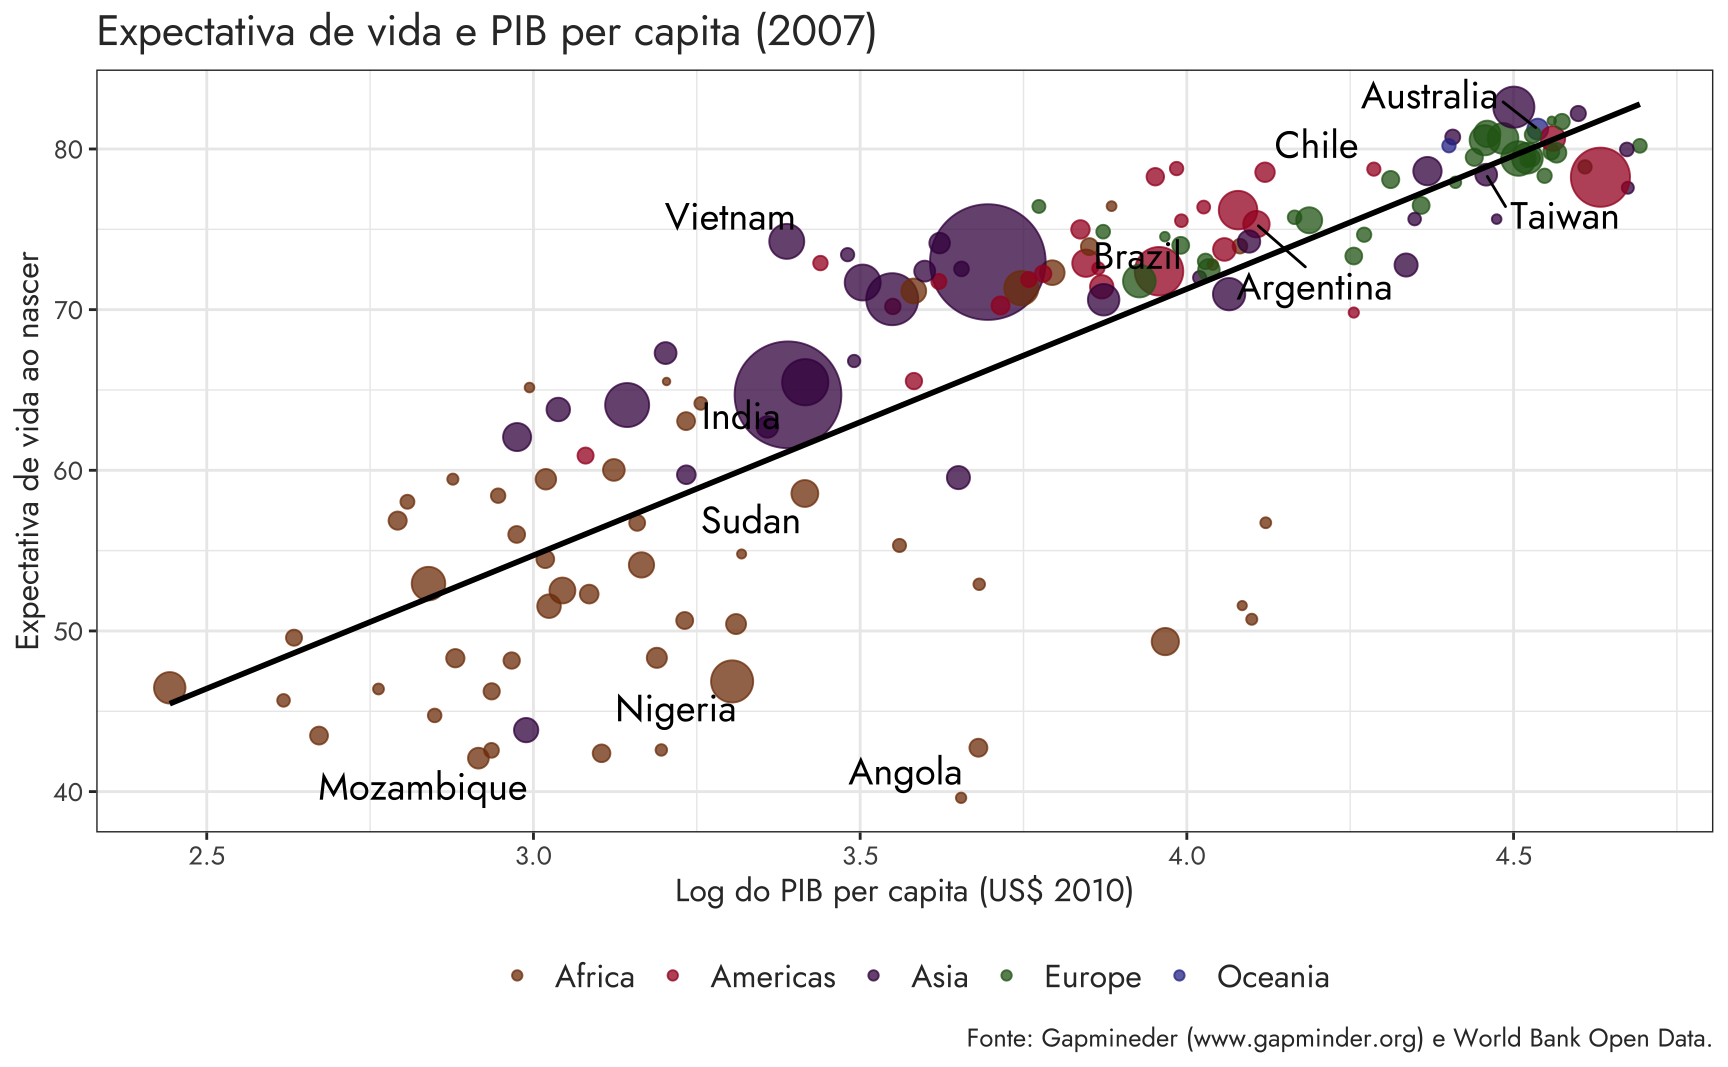 Expectativa de vida e PIB per capita (2007)
Expectativa de vida ao nascer
80
70
60
50
40
Australia
Chile
Vietnam
Taiwan
Brazil
Argentina
India
Sudan
Nigeria
Angola
Mozambique
2.5 3.0 3.5 4.0 4.5
Log do PIB per capita (US$ 2010)
Africa Americas Asia Europe Oceania
Fonte: Gapmineder (www.gapminder.org) e World Bank Open Data.